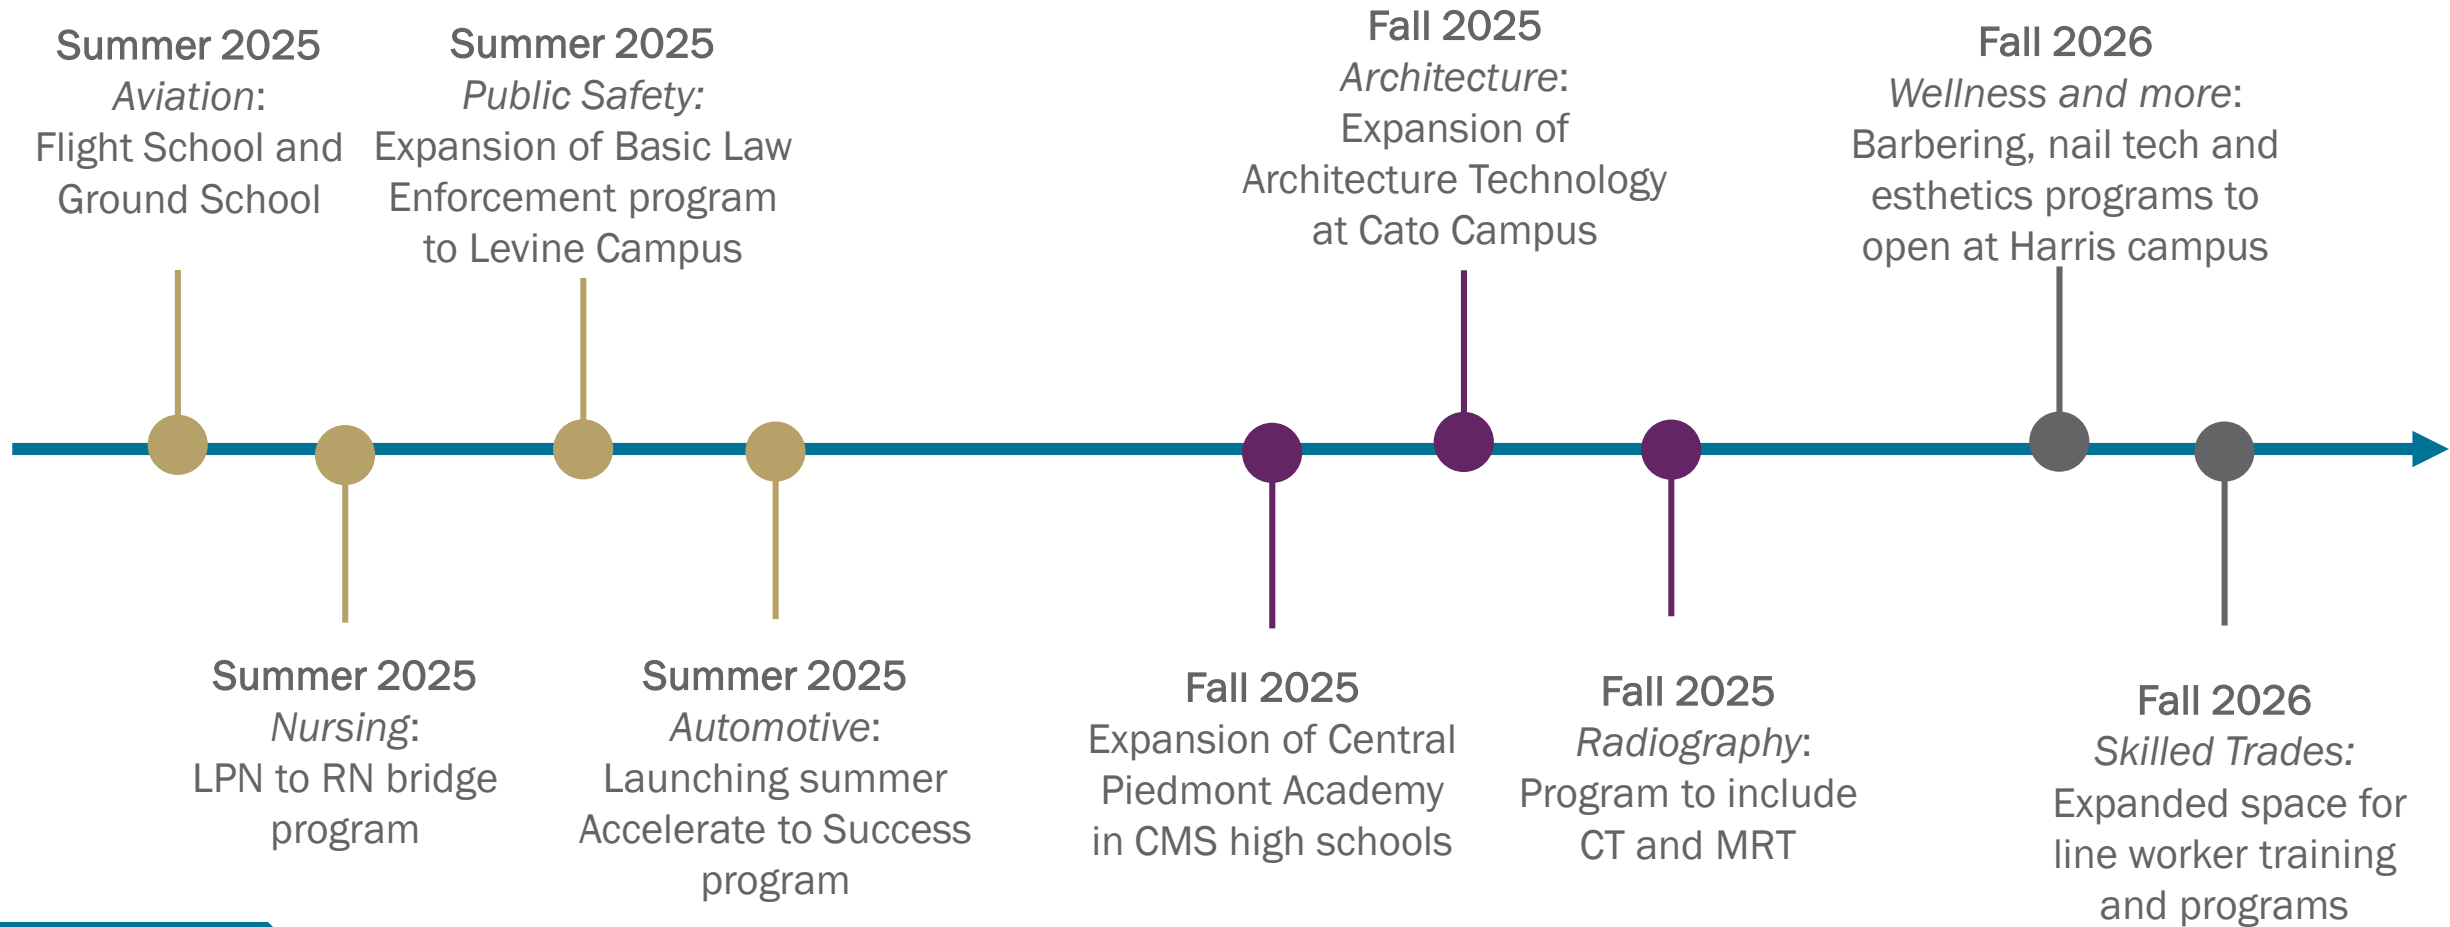 Summer 2025
Aviation:
Flight School and
Ground School
Summer 2025
Public Safety:
Expansion of Basic Law
Enforcement program
to Levine Campus
Fall 2025
Architecture:
Expansion of
Architecture Technology
at Cato Campus
Fall 2026
Wellness and more:
Barbering, nail tech and
esthetics programs to
open at Harris campus
Summer 2025
Nursing:
LPN to RN bridge
program
Summer 2025
Automotive:
Launching summer
Accelerate to Success
program
Fall 2025
Expansion of Central
Piedmont Academy
in CMS high schools
Fall 2025
Radiography:
Program to include
CT and MRT
Fall 2026
Skilled Trades:
Expanded space for
line worker training
and programs